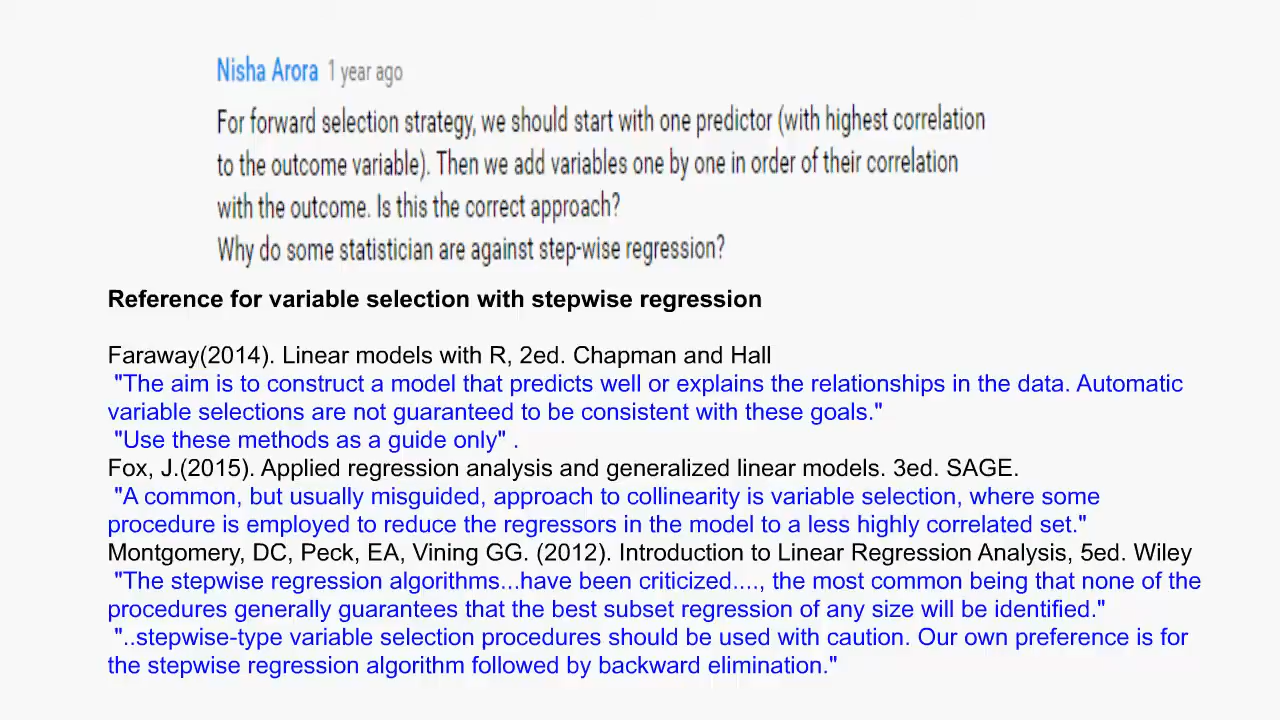 Nisha Arora 1 year ago
For forward selection strategy, we should start with one predictor (with highest correlation
to the outcome variable). Then we add variables one by one in order of their correlation
with the outcome. Is this the correct approach?
Why do some statistician are against step-wise regression?
Reference for variable selection with stepwise regression
Faraway(2014). Linear models with R, 2ed. Chapman and Hall
"The aim is to construct a model that predicts well or explains the relationships in the data. Automatic
variable selections are not guaranteed to be consistent with these goals."
"Use these methods as a guide only" .
Fox, J.(2015). Applied regression analysis and generalized linear models. 3ed. SAGE.
"A common, but usually misguided, approach to collinearity is variable selection, where some
procedure is employed to reduce the regressors in the model to a less highly correlated set."
Montgomery, DC, Peck, EA, Vining GG. (2012). Introduction to Linear Regression Analysis, 5ed. Wiley
"The stepwise regression algorithms...have been criticized...., the most common being that none of the
procedures generally guarantees that the best subset regression of any size will be identified."
"..stepwise-type variable selection procedures should be used with caution. Our own preference is for
the stepwise regression algorithm followed by backward elimination."